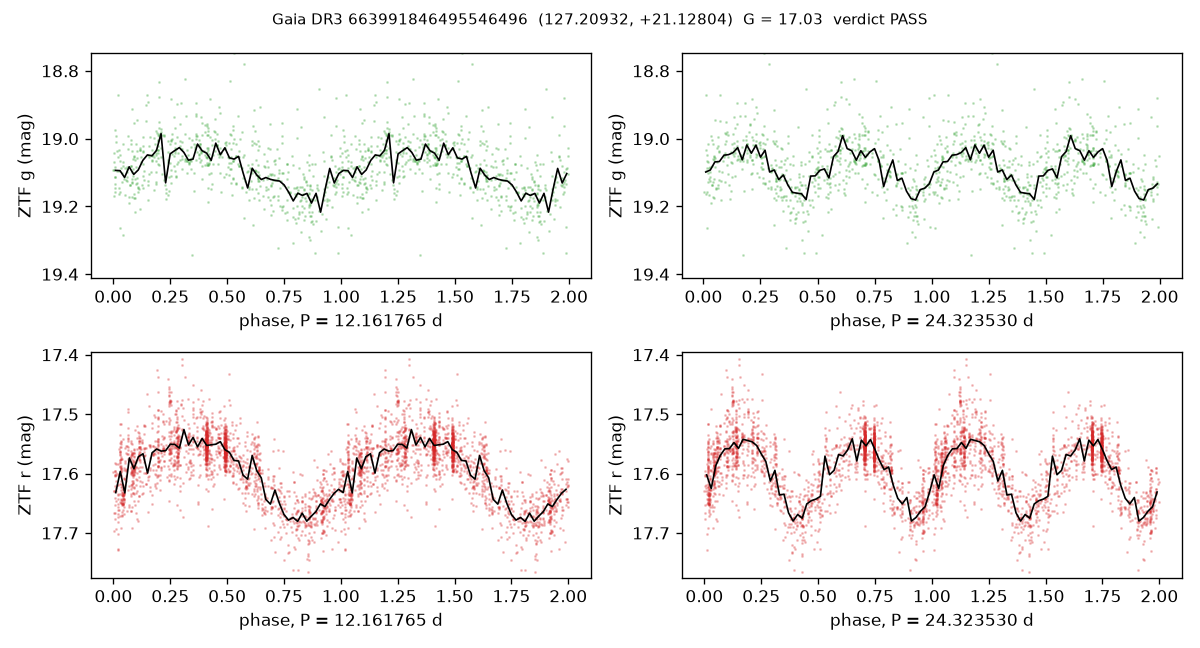 Gaia DR3 663991846495546496  (127.20932, +21.12804)  G = 17.03  verdict PASS
ZTF g (mag)
18.8
19.0
19.2
19.4
0.00 0.25 0.50 0.75 1.00 1.25 1.50 1.75 2.00
phase, P = 12.161765 d
ZTF g (mag)
18.8
19.0
19.2
19.4
0.00 0.25 0.50 0.75 1.00 1.25 1.50 1.75 2.00
phase, P = 24.323530 d
ZTF r (mag)
17.4
17.5
17.6
17.7
0.00 0.25 0.50 0.75 1.00 1.25 1.50 1.75 2.00
phase, P = 12.161765 d
ZTF r (mag)
17.4
17.5
17.6
17.7
0.00 0.25 0.50 0.75 1.00 1.25 1.50 1.75 2.00
phase, P = 24.323530 d